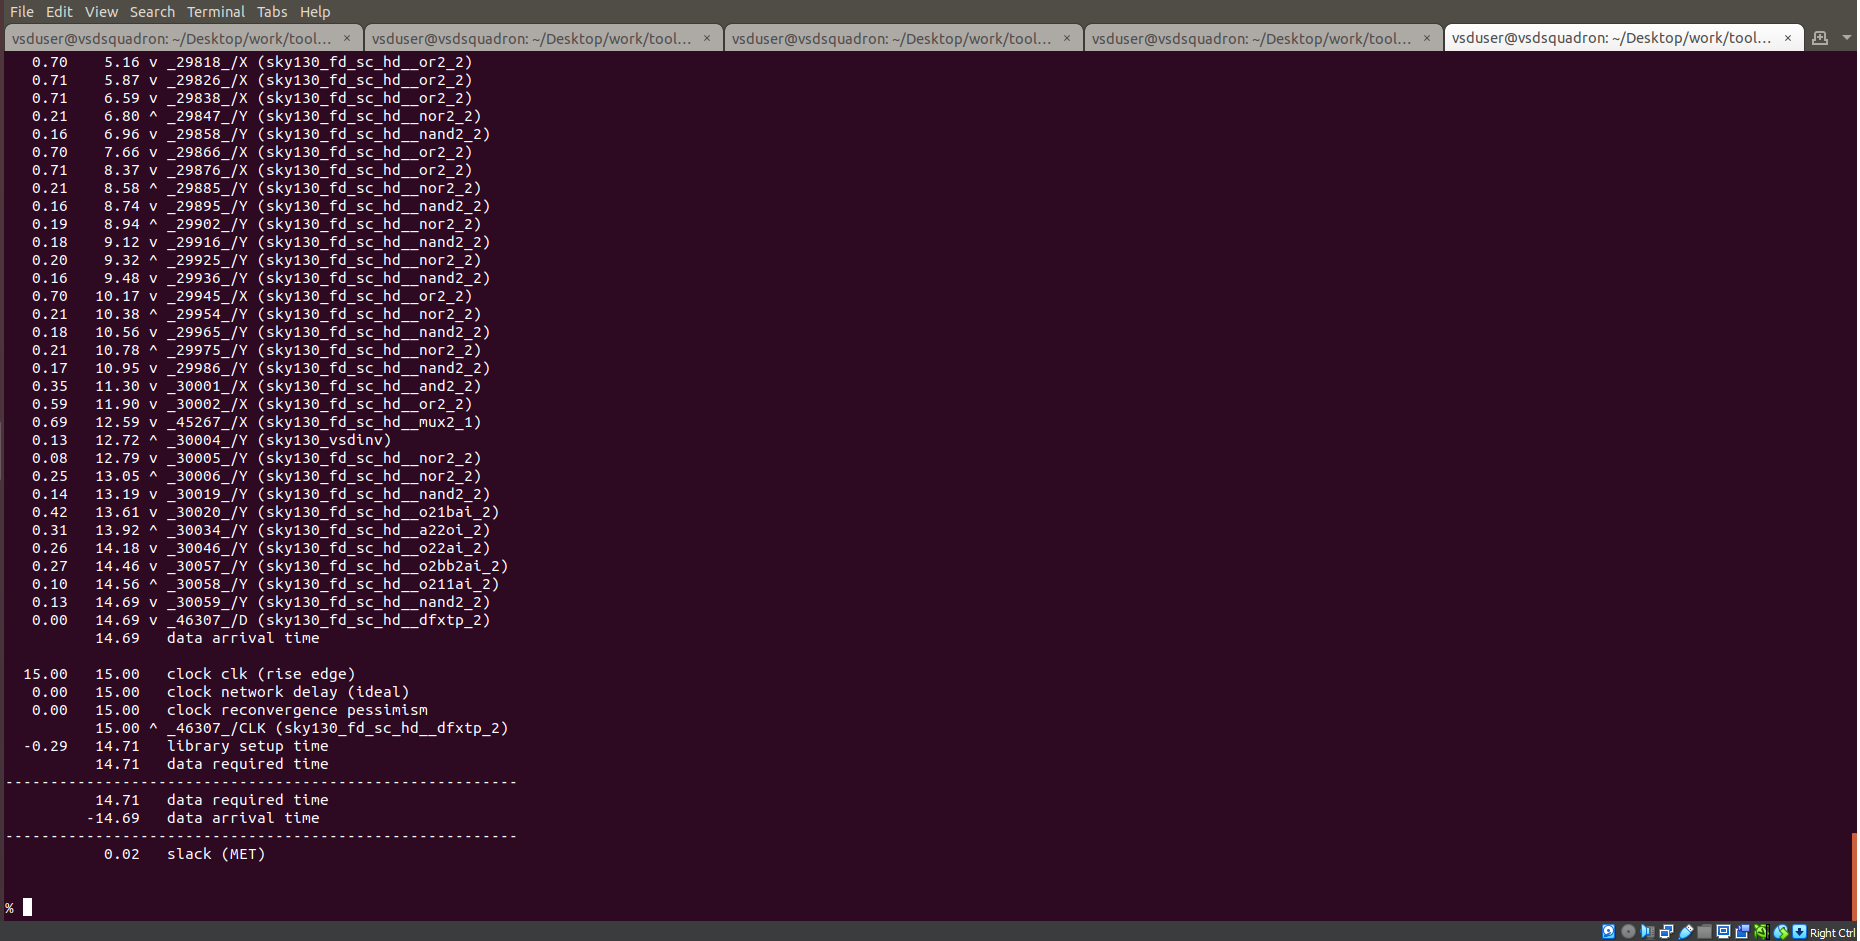 File Edit View Search Terminal Tabs Help
vsduser@vsdsquadron: ~/Desktop/work/tool... × vsduser@vsdsquadron: ~/Desktop/work/tool... × vsduser@vsdsquadron: ~/Desktop/work/tool... × vsduser@vsdsquadron: ~/Desktop/work/tool... × vsduser@vsdsquadron: ~/Desktop/work/tool... ×
0.70 5.16 v _29818_/X (sky130_fd_sc_hd__or2_2)
0.71 5.87 v _29826_/X (sky130_fd_sc_hd__or2_2)
0.71 6.59 v _29838_/X (sky130_fd_sc_hd__or2_2)
0.21 6.80 ^ _29847_/Y (sky130_fd_sc_hd__nor2_2)
0.16 6.96 v _29858_/Y (sky130_fd_sc_hd__nand2_2)
0.70 7.66 v _29866_/X (sky130_fd_sc_hd__or2_2)
0.71 8.37 v _29876_/X (sky130_fd_sc_hd__or2_2)
0.21 8.58 ^ _29885_/Y (sky130_fd_sc_hd__nor2_2)
0.16 8.74 v _29895_/Y (sky130_fd_sc_hd__nand2_2)
0.19 8.94 ^ _29902_/Y (sky130_fd_sc_hd__nor2_2)
0.18 9.12 v _29916_/Y (sky130_fd_sc_hd__nand2_2)
0.20 9.32 ^ _29925_/Y (sky130_fd_sc_hd__nor2_2)
0.16 9.48 v _29936_/Y (sky130_fd_sc_hd__nand2_2)
0.70 10.17 v _29945_/X (sky130_fd_sc_hd__or2_2)
0.21 10.38 ^ _29954_/Y (sky130_fd_sc_hd__nor2_2)
0.18 10.56 v _29965_/Y (sky130_fd_sc_hd__nand2_2)
0.21 10.78 ^ _29975_/Y (sky130_fd_sc_hd__nor2_2)
0.17 10.95 v _29986_/Y (sky130_fd_sc_hd__nand2_2)
0.35 11.30 v _30001_/X (sky130_fd_sc_hd__and2_2)
0.59 11.90 v _30002_/X (sky130_fd_sc_hd__or2_2)
0.69 12.59 v _45267_/X (sky130_fd_sc_hd__mux2_1)
0.13 12.72 ^ _30004_/Y (sky130_vsdinv)
0.08 12.79 v _30005_/Y (sky130_fd_sc_hd__nor2_2)
0.25 13.05 ^ _30006_/Y (sky130_fd_sc_hd__nor2_2)
0.14 13.19 v _30019_/Y (sky130_fd_sc_hd__nand2_2)
0.42 13.61 v _30020_/Y (sky130_fd_sc_hd__o21bai_2)
0.31 13.92 ^ _30034_/Y (sky130_fd_sc_hd__a22oi_2)
0.26 14.18 v _30046_/Y (sky130_fd_sc_hd__o22ai_2)
0.27 14.46 v _30057_/Y (sky130_fd_sc_hd__o2bb2ai_2)
0.10 14.56 ^ _30058_/Y (sky130_fd_sc_hd__o211ai_2)
0.13 14.69 v _30059_/Y (sky130_fd_sc_hd__nand2_2)
0.00 14.69 v _46307_/D (sky130_fd_sc_hd__dfxtp_2)
14.69 data arrival time
15.00 15.00 clock clk (rise edge)
0.00 15.00 clock network delay (ideal)
0.00 15.00 clock reconvergence pessimism
15.00 ^ _46307_/CLK (sky130_fd_sc_hd__dfxtp_2)
-0.29 14.71 library setup time
14.71 data required time
---------------------------------------------------------
14.71 data required time
-14.69 data arrival time
---------------------------------------------------------
0.02 slack (MET)
%
Right Ctrl